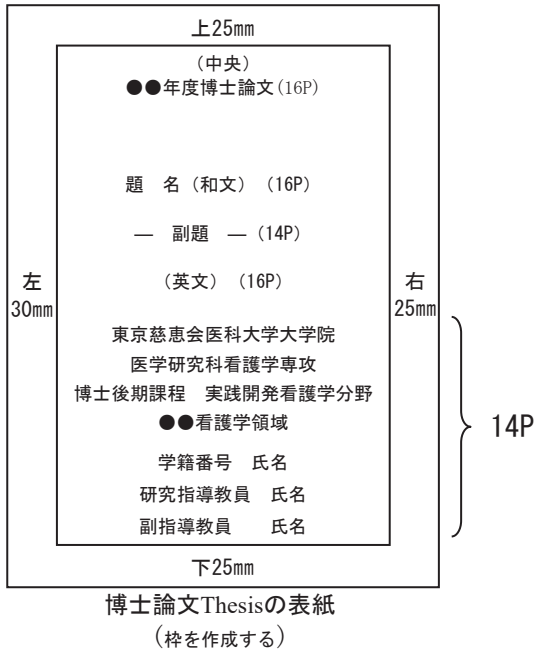 上25mm
（中央）
●●年度博士論文(16P)
題　名（和文）（16P）
―　副題　―（14P）
左
30mm
（英文）（16P）
右
25mm
東京慈恵会医科大学大学院
医学研究科看護学専攻
博士後期課程　実践開発看護学分野
●●看護学領域
14P
学籍番号　氏名
研究指導教員　氏名
副指導教員　　氏名
下25mm
博士論文Thesisの表紙
（枠を作成する）